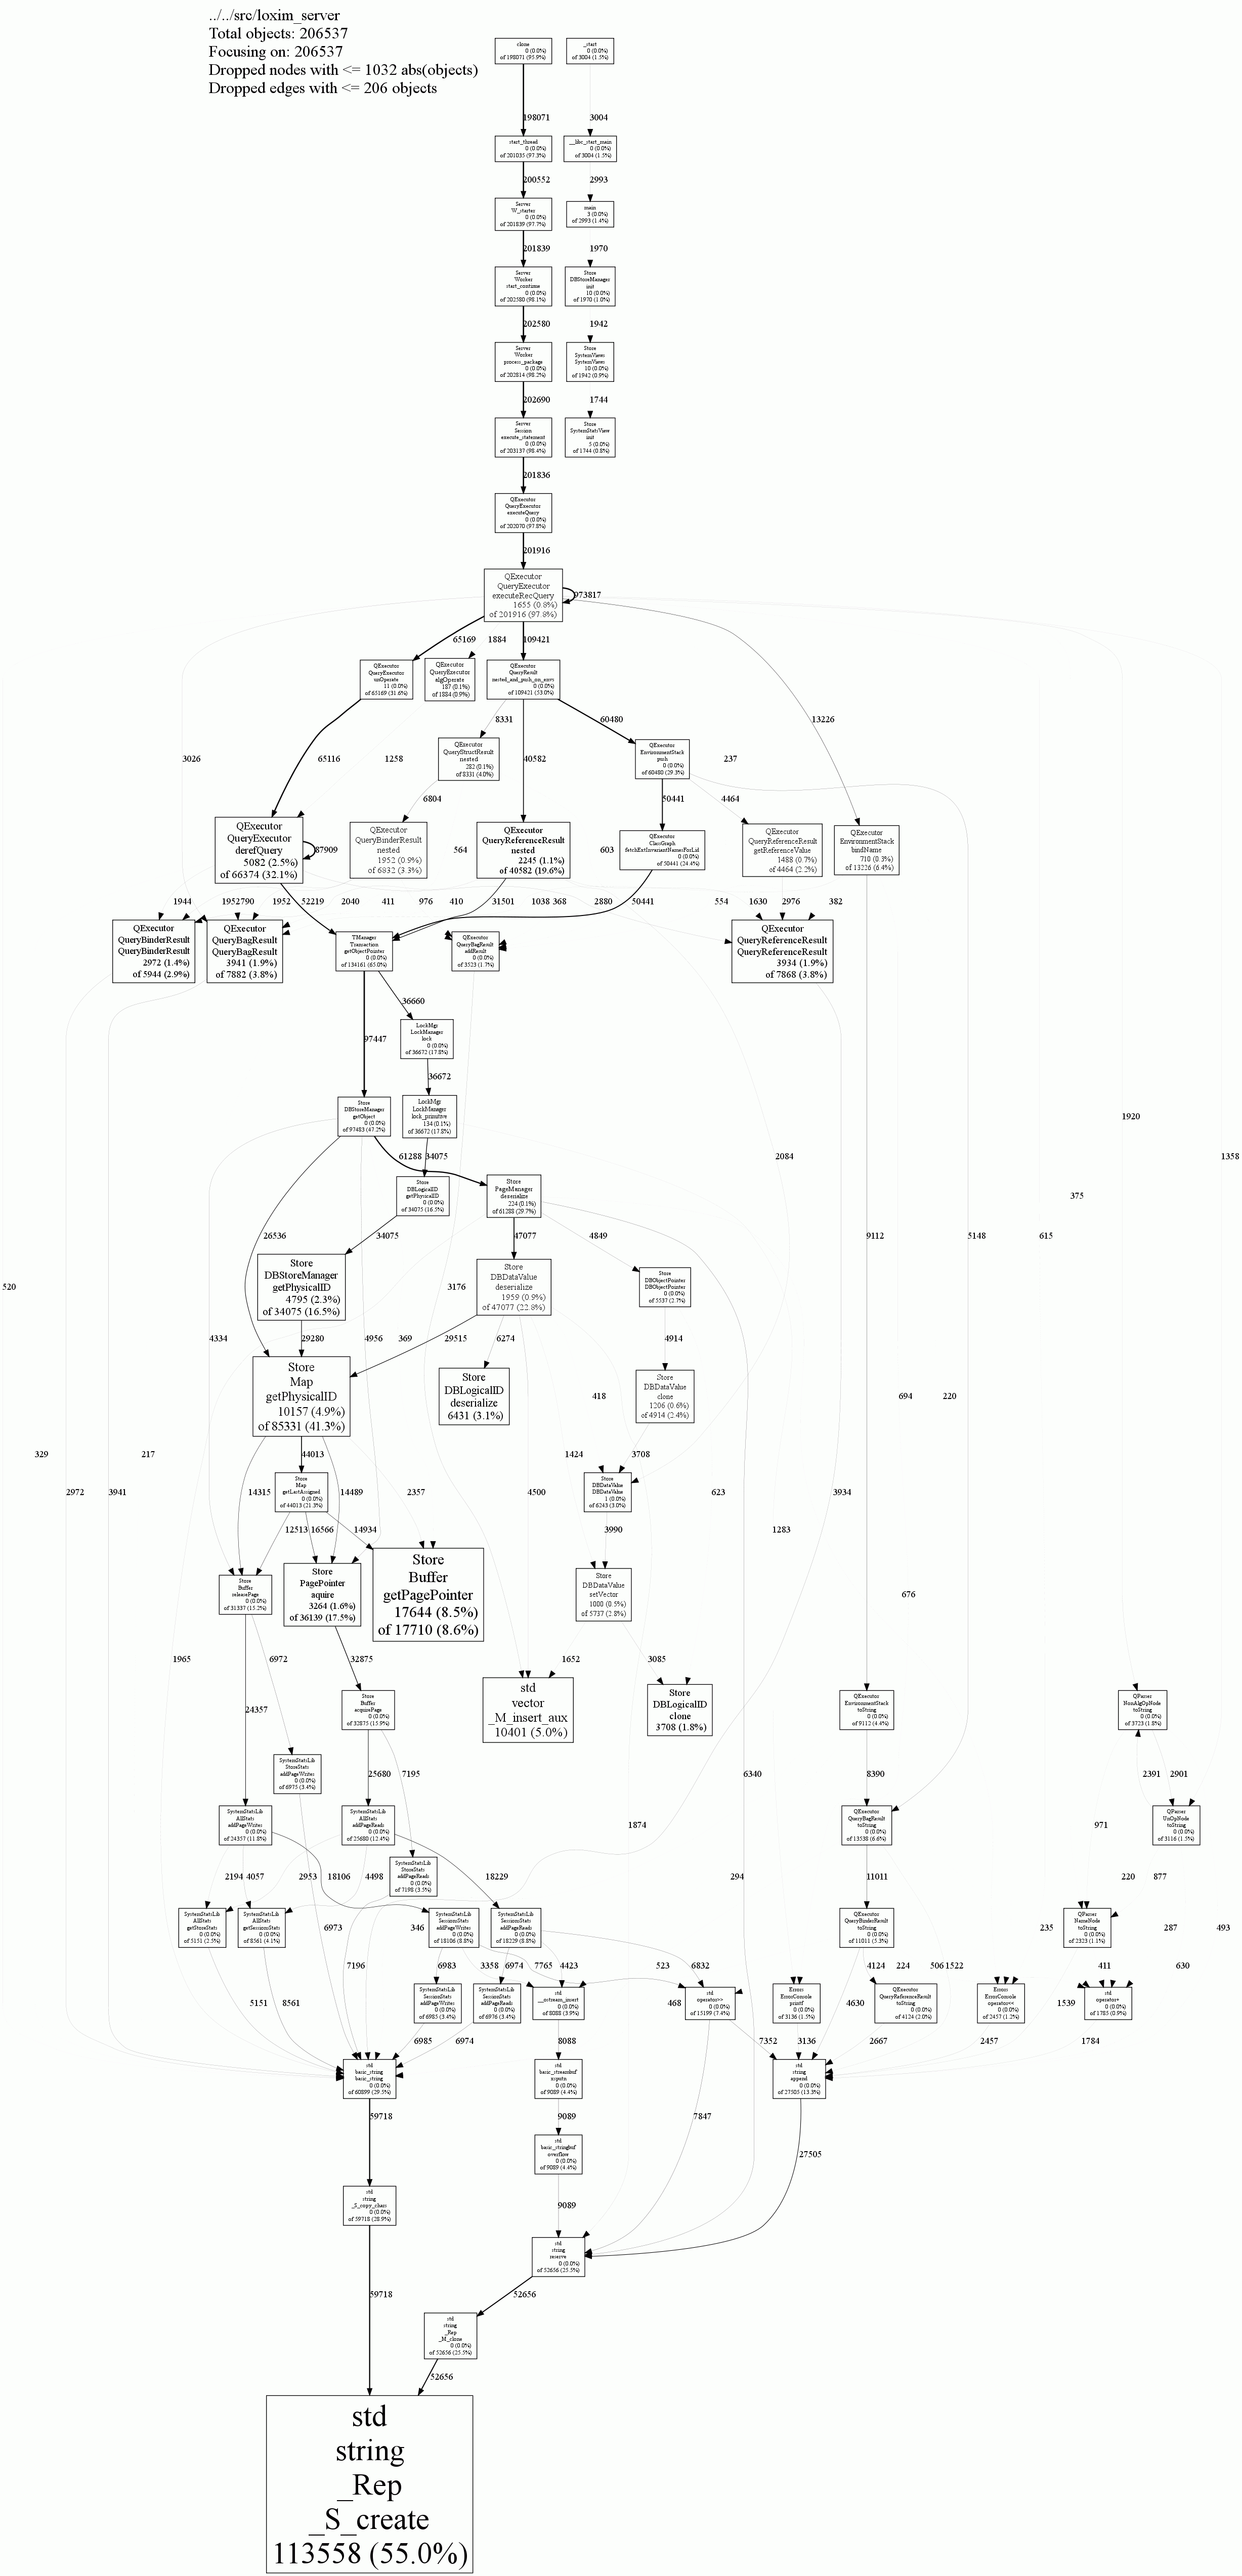 ../../src/loxim_server
Total objects: 206537
Focusing on: 206537
Dropped nodes with <= 1032 abs(objects)
Dropped edges with <= 206 objects
clone
0 (0.0%)
of 198071 (95.9%)
_start
0 (0.0%)
of 3004 (1.5%)
198071
3004
start_thread
0 (0.0%)
of 201035 (97.3%)
__libc_start_main
0 (0.0%)
of 3004 (1.5%)
200552
2993
Server
W_starter
0 (0.0%)
of 201839 (97.7%)
main
3 (0.0%)
of 2993 (1.4%)
201839
1970
Server
Worker
start_continue
0 (0.0%)
of 202580 (98.1%)
Store
DBStoreManager
init
10 (0.0%)
of 1970 (1.0%)
202580
1942
Server
Worker
process_package
0 (0.0%)
of 202814 (98.2%)
Store
SystemViews
SystemViews
10 (0.0%)
of 1942 (0.9%)
202690
1744
Server
Session
execute_statement
0 (0.0%)
of 203137 (98.4%)
Store
SystemStatsView
init
5 (0.0%)
of 1744 (0.8%)
201836
QExecutor
QueryExecutor
executeQuery
0 (0.0%)
of 202070 (97.8%)
201916
QExecutor
QueryExecutor
executeRecQuery
1655 (0.8%)
of 201916 (97.8%)
973817
65169
1884
109421
13226
QExecutor
QueryExecutor
unOperate
11 (0.0%)
of 65169 (31.6%)
QExecutor
QueryExecutor
algOperate
187 (0.1%)
of 1884 (0.9%)
QExecutor
QueryResult
nested_and_push_on_envs
0 (0.0%)
of 109421 (53.0%)
8331
60480
QExecutor
QueryStructResult
nested
282 (0.1%)
of 8331 (4.0%)
QExecutor
EnvironmentStack
push
0 (0.0%)
of 60480 (29.3%)
3026
65116
1258
40582
237
6804
50441
4464
QExecutor
QueryExecutor
derefQuery
5082 (2.5%)
of 66374 (32.1%)
87909
QExecutor
QueryBinderResult
nested
1952 (0.9%)
of 6832 (3.3%)
564
QExecutor
QueryReferenceResult
nested
2245 (1.1%)
of 40582 (19.6%)
603
QExecutor
ClassGraph
fetchExtInvariantNamesForLid
0 (0.0%)
of 50441 (24.4%)
QExecutor
QueryReferenceResult
getReferenceValue
1488 (0.7%)
of 4464 (2.2%)
QExecutor
EnvironmentStack
bindName
710 (0.3%)
of 13226 (6.4%)
1944
1952790
1952
52219
2040
411
976
410
31501
1038
368
2880
50441
554
1630
2976
382
QExecutor
QueryBinderResult
QueryBinderResult
2972 (1.4%)
of 5944 (2.9%)
QExecutor
QueryBagResult
QueryBagResult
3941 (1.9%)
of 7882 (3.8%)
TManager
Transaction
getObjectPointer
0 (0.0%)
of 134161 (65.0%)
QExecutor
QueryBagResult
addResult
0 (0.0%)
of 3523 (1.7%)
QExecutor
QueryReferenceResult
QueryReferenceResult
3934 (1.9%)
of 7868 (3.8%)
36660
97447
LockMgr
LockManager
lock
0 (0.0%)
of 36672 (17.8%)
36672
Store
DBStoreManager
getObject
0 (0.0%)
of 97483 (47.2%)
LockMgr
LockManager
lock_primitive
134 (0.1%)
of 36672 (17.8%)
1920
61288
34075
2084
1358
Store
DBLogicalID
getPhysicalID
0 (0.0%)
of 34075 (16.5%)
Store
PageManager
deserialize
224 (0.1%)
of 61288 (29.7%)
375
26536
34075
47077
4849
9112
5148
615
Store
DBStoreManager
getPhysicalID
4795 (2.3%)
of 34075 (16.5%)
520
3176
Store
DBDataValue
deserialize
1959 (0.9%)
of 47077 (22.8%)
Store
DBObjectPointer
DBObjectPointer
0 (0.0%)
of 5537 (2.7%)
4334
29280
4956
369
29515
6274
4914
Store
Map
getPhysicalID
10157 (4.9%)
of 85331 (41.3%)
Store
DBLogicalID
deserialize
6431 (3.1%)
418
Store
DBDataValue
clone
1206 (0.6%)
of 4914 (2.4%)
694
220
329
217
44013
1424
3708
2972
3941
14315
Store
Map
getLastAssigned
0 (0.0%)
of 44013 (21.3%)
14489
2357
4500
Store
DBDataValue
DBDataValue
1 (0.0%)
of 6243 (3.0%)
623
3934
12513
16566
14934
3990
1283
Store
Buffer
releasePage
0 (0.0%)
of 31337 (15.2%)
Store
PagePointer
aquire
3264 (1.6%)
of 36139 (17.5%)
Store
Buffer
getPagePointer
17644 (8.5%)
of 17710 (8.6%)
Store
DBDataValue
setVector
1000 (0.5%)
of 5737 (2.8%)
676
1965
6972
32875
1652
3085
24357
Store
Buffer
acquirePage
0 (0.0%)
of 32875 (15.9%)
std
vector
_M_insert_aux
10401 (5.0%)
Store
DBLogicalID
clone
3708 (1.8%)
QExecutor
EnvironmentStack
toString
0 (0.0%)
of 9112 (4.4%)
QParser
NonAlgOpNode
toString
0 (0.0%)
of 3723 (1.8%)
SystemStatsLib
StoreStats
addPageWrites
0 (0.0%)
of 6975 (3.4%)
25680
7195
6340
8390
2391
2901
SystemStatsLib
AllStats
addPageWrites
0 (0.0%)
of 24357 (11.8%)
SystemStatsLib
AllStats
addPageReads
0 (0.0%)
of 25680 (12.4%)
1874
QExecutor
QueryBagResult
toString
0 (0.0%)
of 13538 (6.6%)
971
QParser
UnOpNode
toString
0 (0.0%)
of 3116 (1.5%)
2194
4057
2953
18106
4498
SystemStatsLib
StoreStats
addPageReads
0 (0.0%)
of 7198 (3.5%)
18229
294
11011
220
877
SystemStatsLib
AllStats
getStoreStats
0 (0.0%)
of 5151 (2.5%)
SystemStatsLib
AllStats
getSessionStats
0 (0.0%)
of 8561 (4.1%)
6973
346
SystemStatsLib
SessionStats
addPageWrites
0 (0.0%)
of 18106 (8.8%)
SystemStatsLib
SessionStats
addPageReads
0 (0.0%)
of 18229 (8.8%)
QExecutor
QueryBinderResult
toString
0 (0.0%)
of 11011 (5.3%)
235
QParser
NameNode
toString
0 (0.0%)
of 2323 (1.1%)
287
493
7196
6983
3358
6974
7765
4423
523
6832
4124
224
506
1522
411
630
5151
8561
SystemStatsLib
SessionStats
addPageWrites
0 (0.0%)
of 6985 (3.4%)
SystemStatsLib
SessionStats
addPageReads
0 (0.0%)
of 6976 (3.4%)
std
__ostream_insert
0 (0.0%)
of 8088 (3.9%)
468
std
operator>>
0 (0.0%)
of 15199 (7.4%)
Errors
ErrorConsole
printf
0 (0.0%)
of 3136 (1.5%)
4630
QExecutor
QueryReferenceResult
toString
0 (0.0%)
of 4124 (2.0%)
Errors
ErrorConsole
operator<<
0 (0.0%)
of 2457 (1.2%)
1539
std
operator+
0 (0.0%)
of 1785 (0.9%)
6985
6974
8088
7352
3136
2667
2457
1784
std
basic_string
basic_string
0 (0.0%)
of 60899 (29.5%)
std
basic_streambuf
xsputn
0 (0.0%)
of 9089 (4.4%)
std
string
append
0 (0.0%)
of 27505 (13.3%)
59718
9089
7847
std
basic_stringbuf
overflow
0 (0.0%)
of 9089 (4.4%)
27505
std
string
_S_copy_chars
0 (0.0%)
of 59718 (28.9%)
9089
std
string
reserve
0 (0.0%)
of 52656 (25.5%)
59718
52656
std
string
_Rep
_M_clone
0 (0.0%)
of 52656 (25.5%)
52656
std
string
_Rep
_S_create
113558 (55.0%)